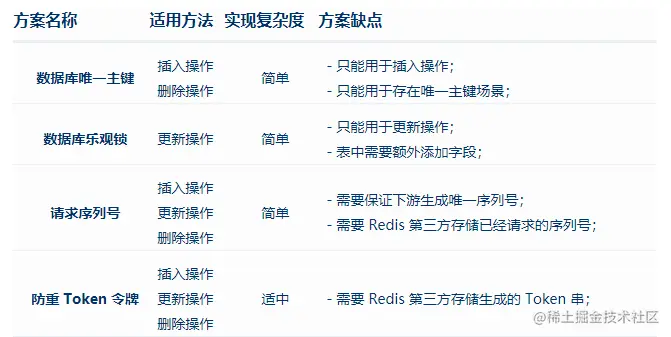 方案名称 适用方法 实现复杂度 方案缺点
数据库唯一主键 插入操作 删除操作 简单 - 只能用于插入操作；
- 只能用于存在唯一主键场景；
数据库乐观锁 更新操作 简单 - 只能用于更新操作；
- 表中需要额外添加字段；
请求序列号 插入操作 更新操作 删除操作 简单 - 需要保证下游生成唯一序列号；
- 需要 Redis 第三方存储已经请求的序列号；
防重 Token 令牌 插入操作 更新操作 删除操作 适中 - 需要 Redis 第三方存储生成的 Token 串；
@稀土掘金技术社区